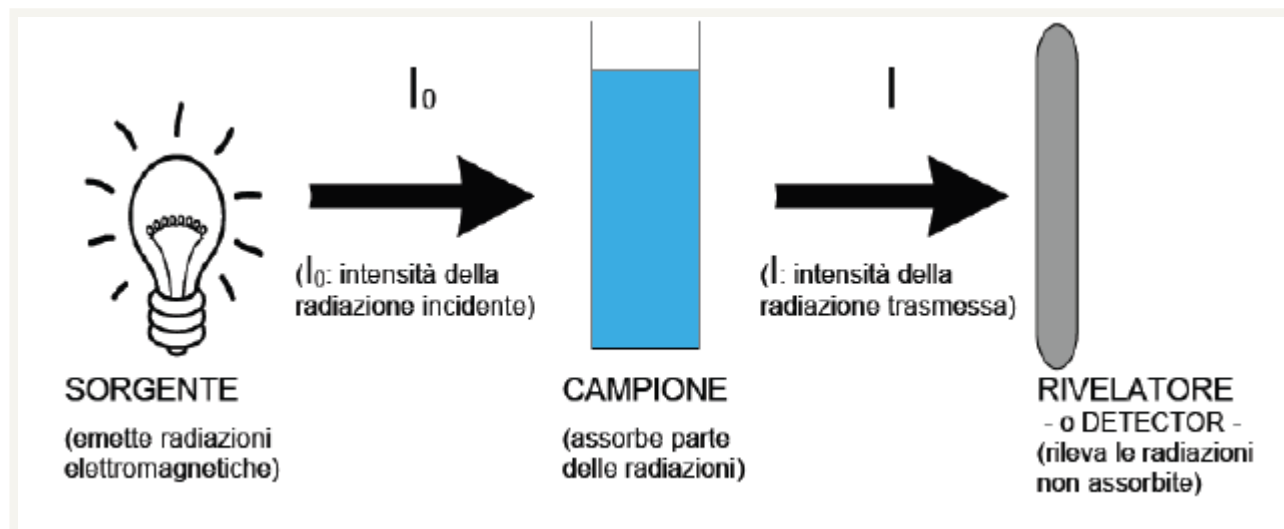 I₀
I
(I₀: intensità della
radiazione incidente)
(I: intensità della
radiazione trasmessa)
SORGENTE
(emette radiazioni
elettromagnetiche)
CAMPIONE
(assorbe parte
delle radiazioni)
RIVELATORE
- o DETECTOR -
(rileva le radiazioni
non assorbite)